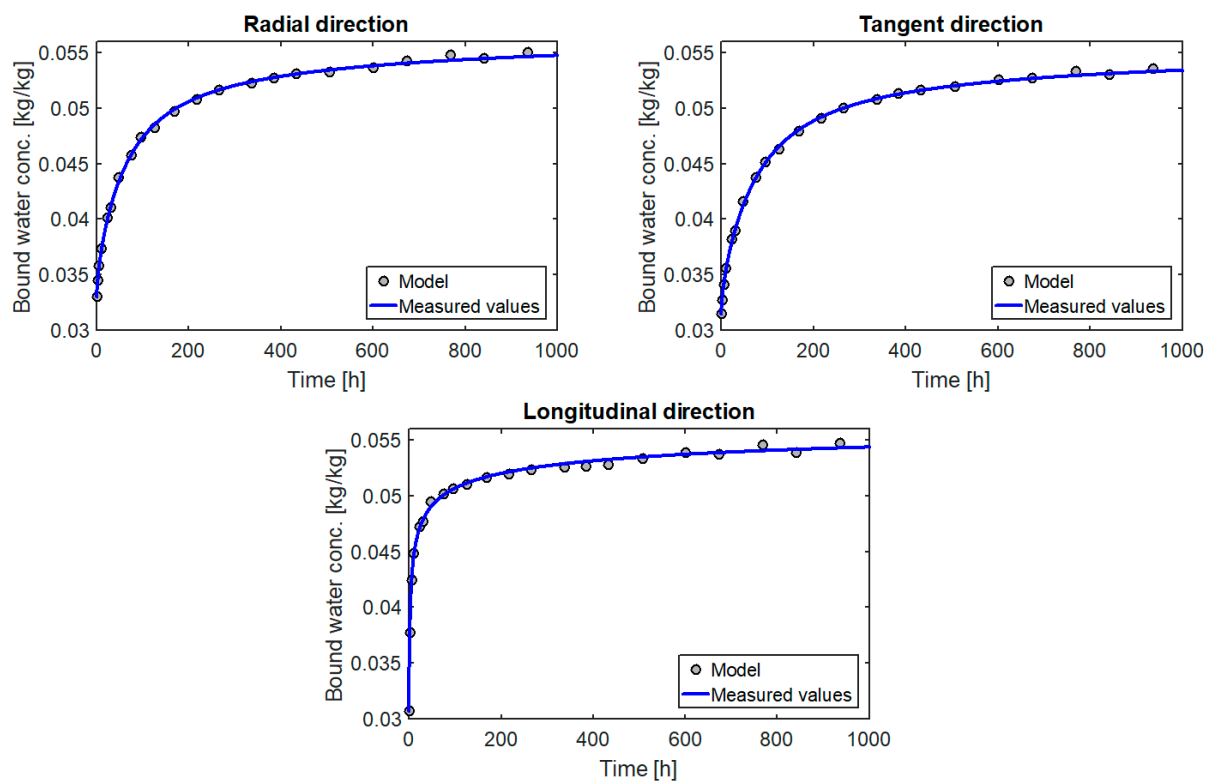 Radial direction
Bound water conc. [kg/kg]
0.055
0.05
0.045
0.04
0.035
0.03
0 200 400 600 800 1000
Time [h]
Model
Measured values
Tangent direction
Bound water conc. [kg/kg]
0.055
0.05
0.045
0.04
0.035
0.03
0 200 400 600 800 1000
Time [h]
Model
Measured values
Longitudinal direction
Bound water conc. [kg/kg]
0.055
0.05
0.045
0.04
0.035
0.03
0 200 400 600 800 1000
Time [h]
Model
Measured values